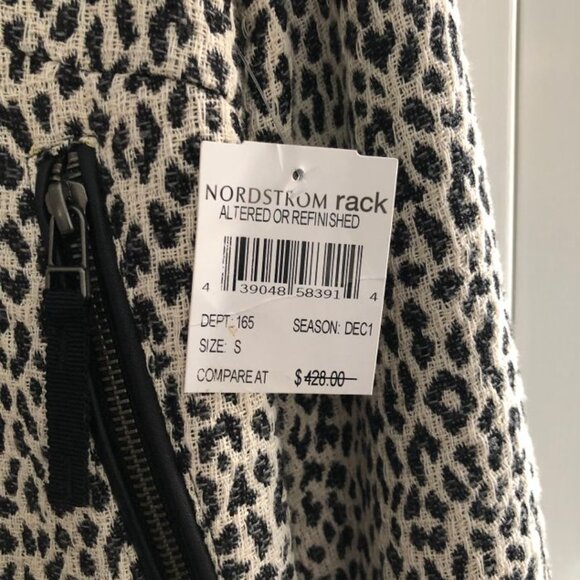 NORDSTROM rack
ALTERED OR REFINISHED
4 39048 58391 4
DEPT: 165 SEASON: DEC1
SIZE: S
COMPARE AT $ 428.00